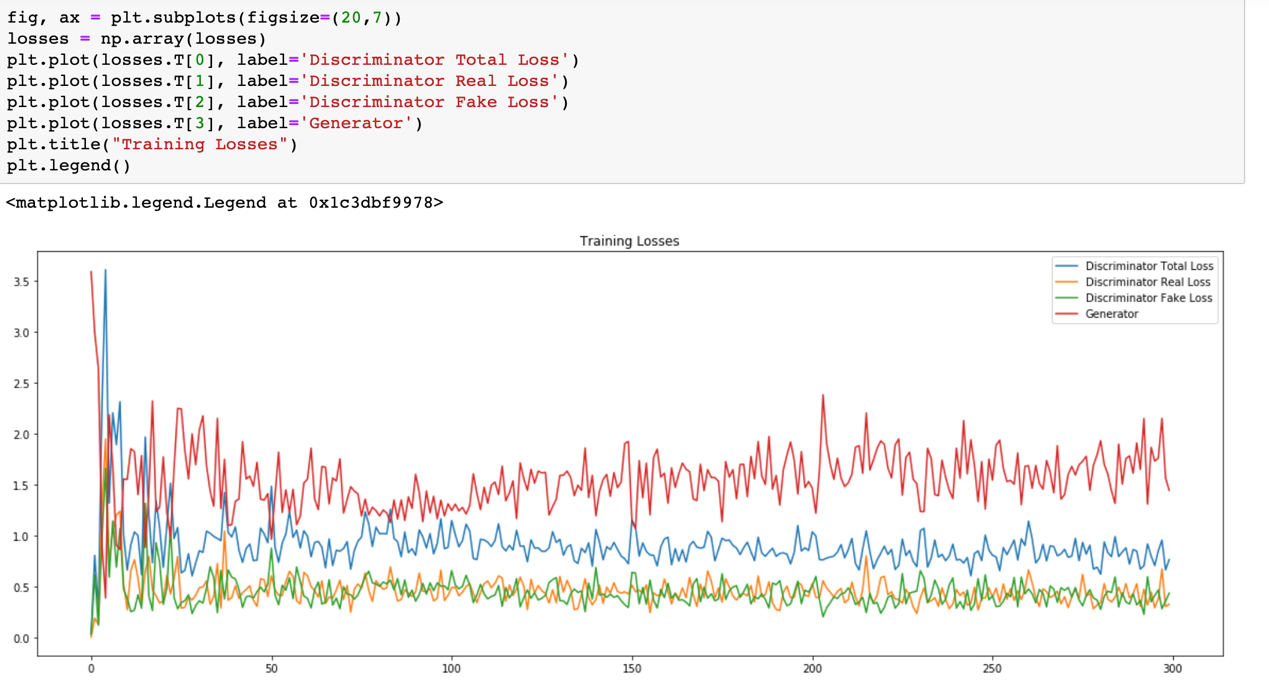 fig, ax = plt.subplots(figsize=(20,7))
losses = np.array(losses)
plt.plot(losses.T[0], label='Discriminator Total Loss')
plt.plot(losses.T[1], label='Discriminator Real Loss')
plt.plot(losses.T[2], label='Discriminator Fake Loss')
plt.plot(losses.T[3], label='Generator')
plt.title("Training Losses")
plt.legend()
<matplotlib.legend.Legend at 0x1c3dbf9978>
Training Losses
Discriminator Total Loss
Discriminator Real Loss
Discriminator Fake Loss
Generator
3.5
3.0
2.5
2.0
1.5
1.0
0.5
0.0
0 50 100 150 200 250 300